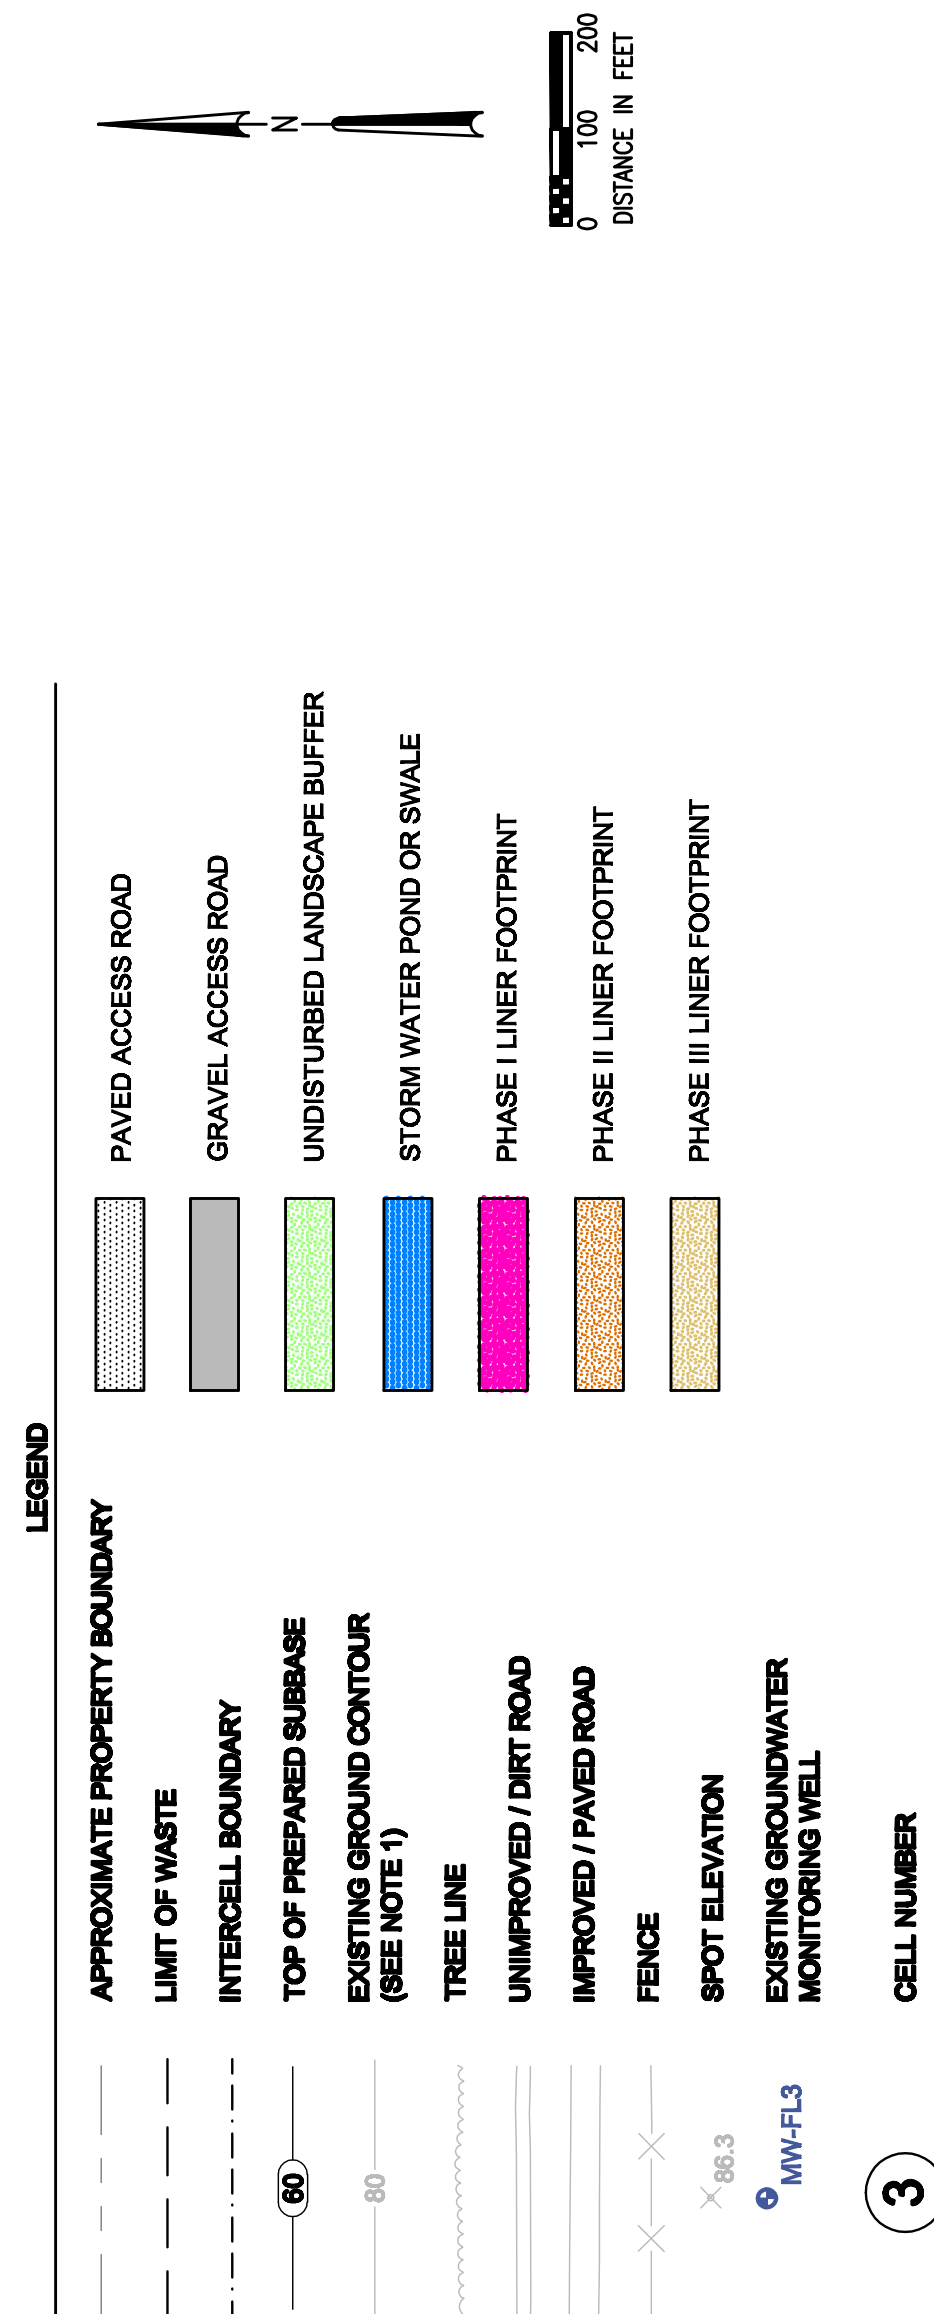 LEGEND
APPROXIMATE PROPERTY BOUNDARY
LIMIT OF WASTE
INTERCELL BOUNDARY
60
TOP OF PREPARED SUBBASE
80
EXISTING GROUND CONTOUR
(SEE NOTE 1)
TREE LINE
UNIMPROVED / DIRT ROAD
IMPROVED / PAVED ROAD
FENCE
86.3
SPOT ELEVATION
MW-FL3
EXISTING GROUNDWATER
MONITORING WELL
3
CELL NUMBER
PAVED ACCESS ROAD
GRAVEL ACCESS ROAD
UNDISTURBED LANDSCAPE BUFFER
STORM WATER POND OR SWALE
PHASE I LINER FOOTPRINT
PHASE II LINER FOOTPRINT
PHASE III LINER FOOTPRINT
N
0 100 200
DISTANCE IN FEET